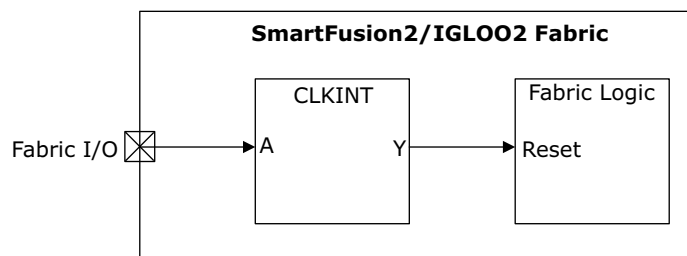 SmartFusion2/IGLOO2 Fabric
CLKINT
Fabric Logic
Fabric I/O
A
Y
Reset